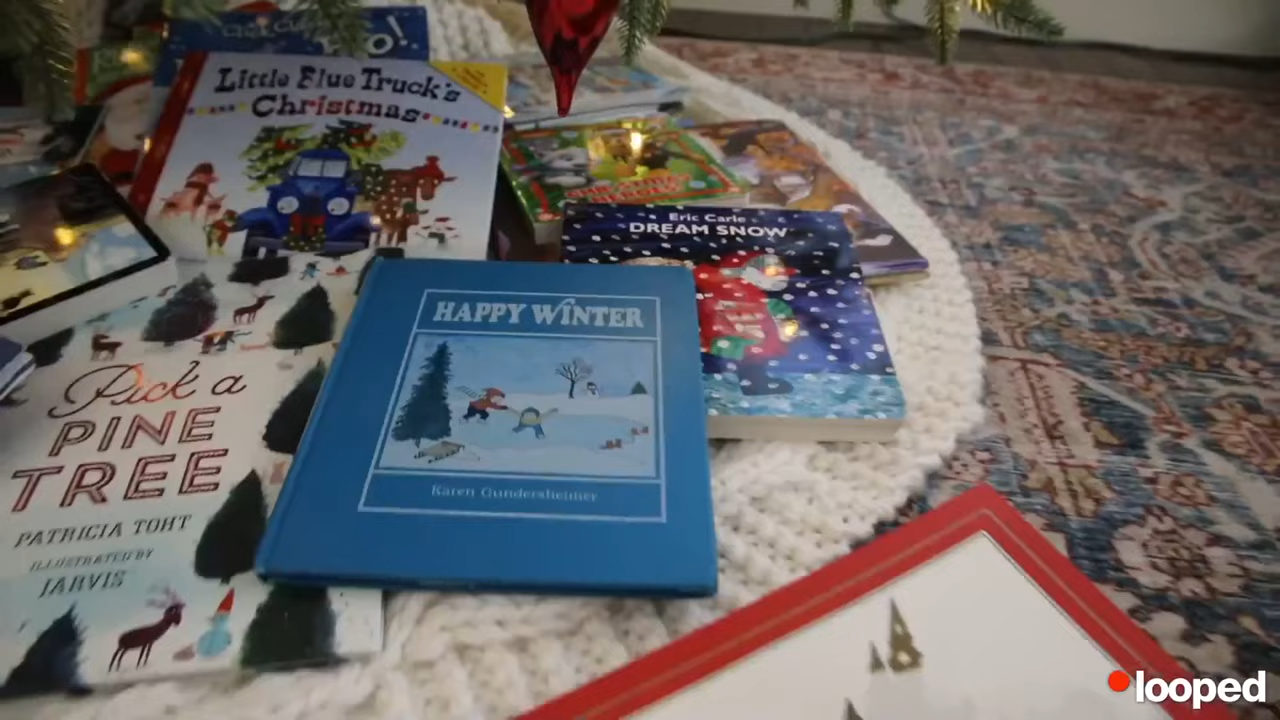 Little Blue Truck's
Christmas
Eric Carle
DREAM SNOW
HAPPY WINTER
Karen Gundersheimer
Pick a
PINE
TREE
PATRICIA TOHT
ILLUSTRATED BY
JARVIS
looped